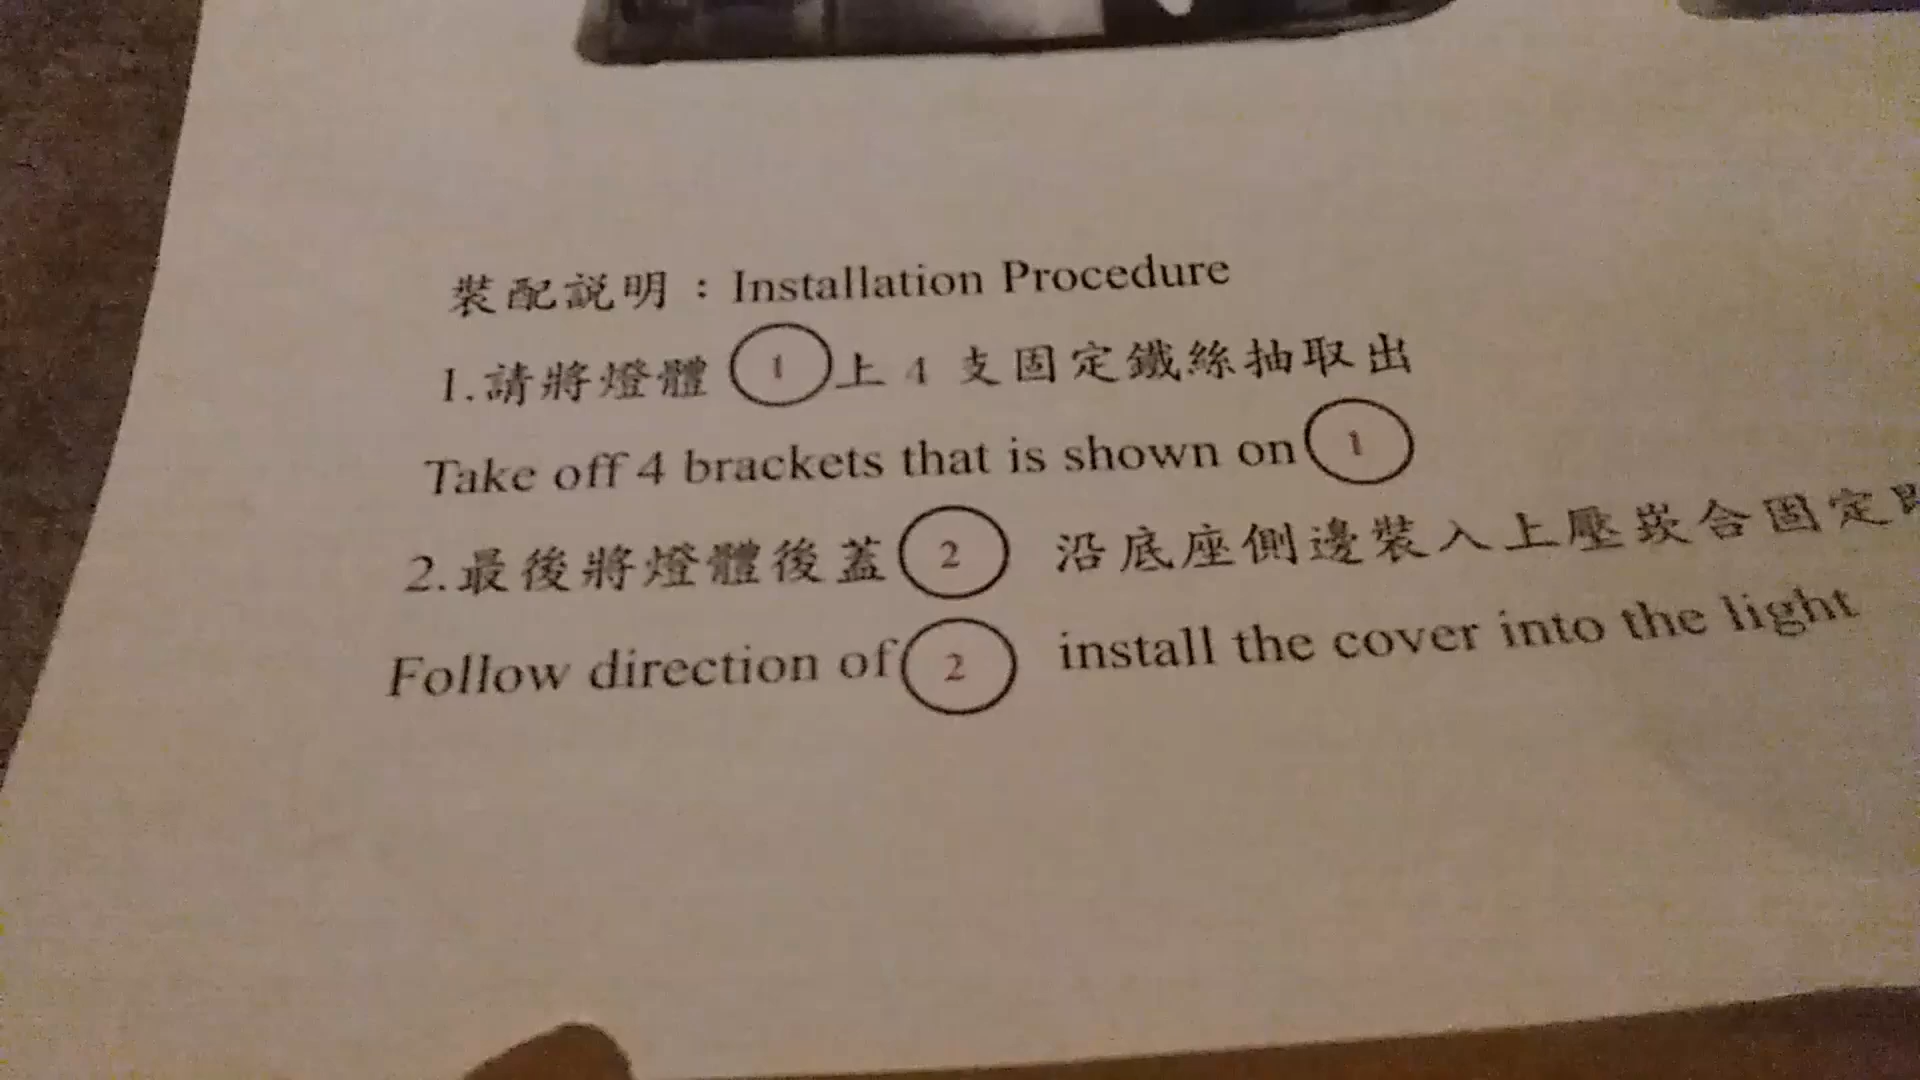 裝配說明：Installation Procedure
1.請將燈體 1 上 4 支固定鐵絲抽取出
Take off 4 brackets that is shown on 1
2.最後將燈體後蓋 2 沿底座側邊裝入上壓崁合固定
Follow direction of 2 install the cover into the light